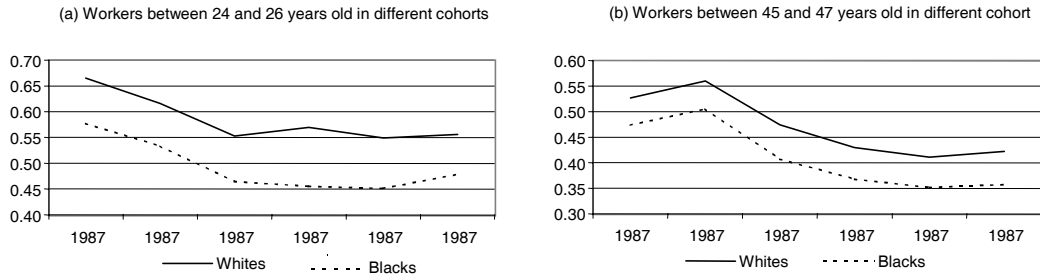 (a) Workers between 24 and 26 years old in different cohorts
0.70
0.65
0.60
0.55
0.50
0.45
0.40
1987 1987 1987 1987 1987 1987
Whites Blacks
(b) Workers between 45 and 47 years old in different cohort
0.60
0.55
0.50
0.45
0.40
0.35
0.30
1987 1987 1987 1987 1987 1987
Whites Blacks